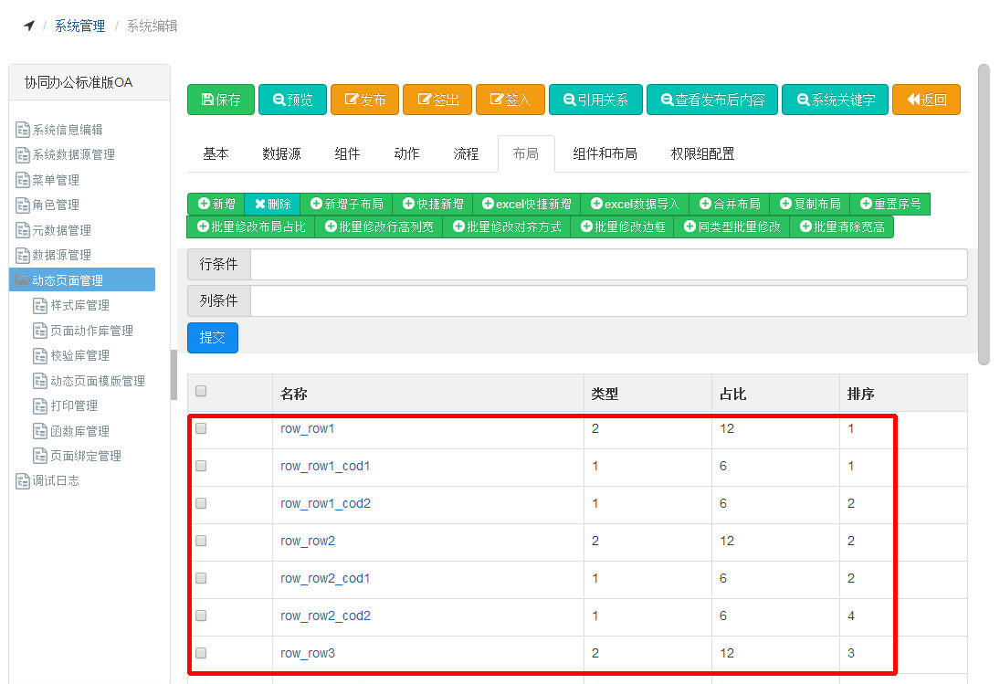 / 系统管理 / 系统编辑
协同办公标准版OA
系统信息编辑
系统数据源管理
菜单管理
角色管理
元数据管理
数据源管理
动态页面管理
样式库管理
页面动作库管理
校验库管理
动态页面模版管理
打印管理
函数库管理
页面绑定管理
调试日志
保存 预览 发布 签出 签入 引用关系 查看发布后内容 系统关键字 返回
基本 数据源 组件 动作 流程 布局 组件和布局 权限组配置
新增 删除 新增子布局 快捷新增 excel快捷新增 excel数据导入 合并布局 复制布局 重置序号
批量修改布局占比 批量修改行高列宽 批量修改对齐方式 批量修改边框 同类型批量修改 批量清除宽高
行条件
列条件
提交
名称 类型 占比 排序
row_row1 2 12 1
row_row1_cod1 1 6 1
row_row1_cod2 1 6 2
row_row2 2 12 2
row_row2_cod1 1 6 2
row_row2_cod2 1 6 4
row_row3 2 12 3